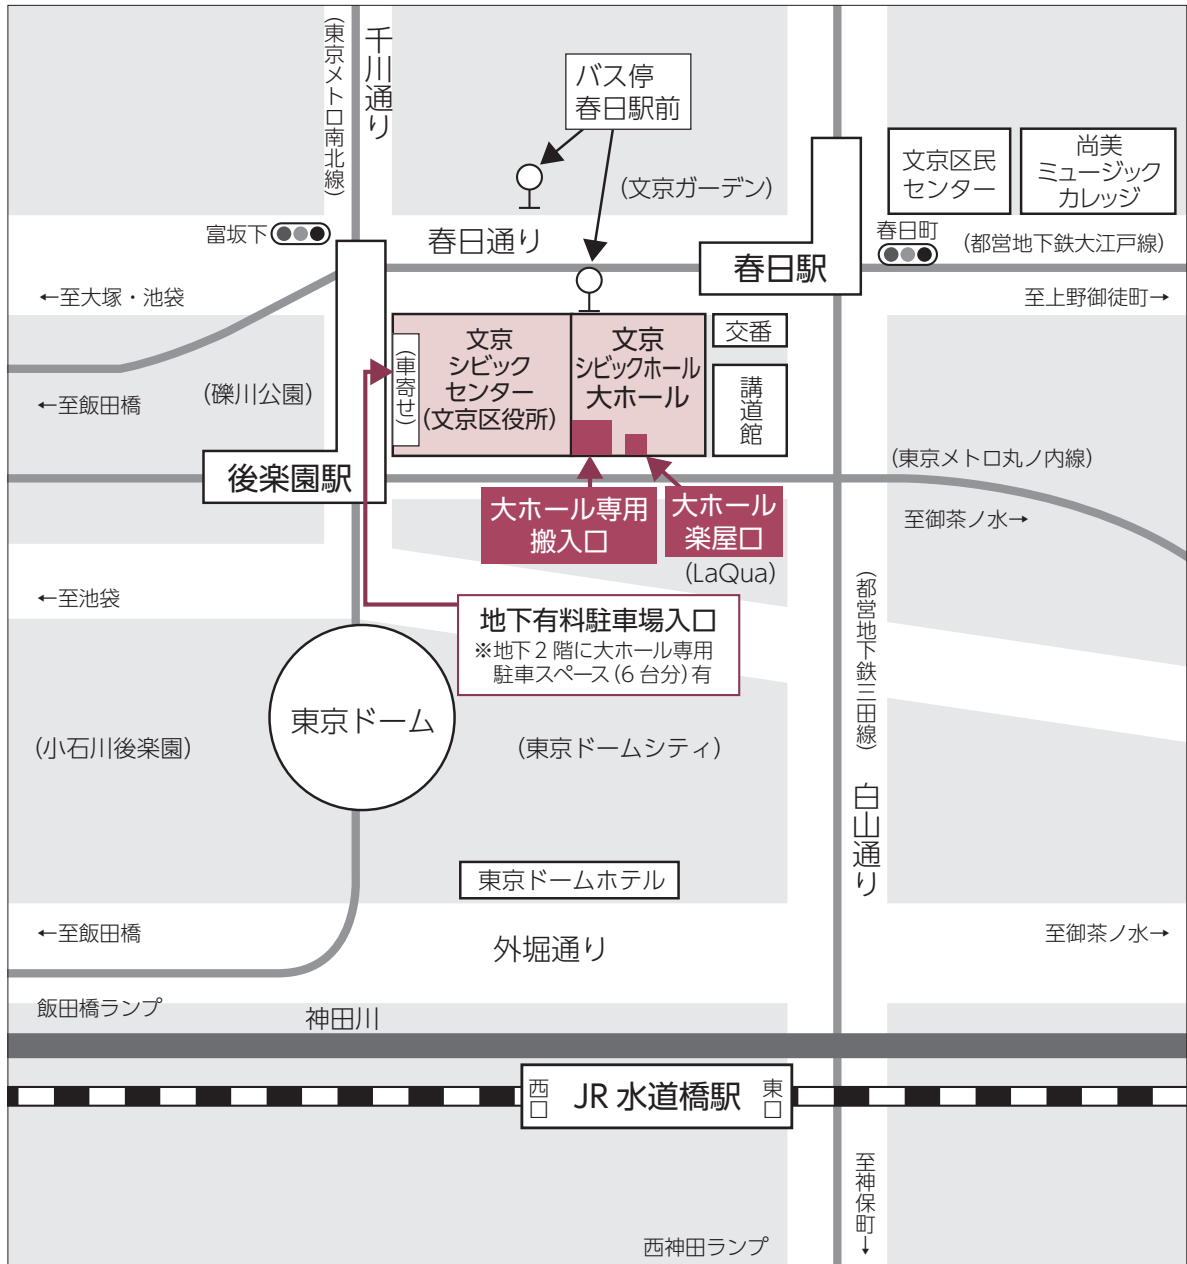 (東京メトロ南北線)
千川通り
バス停
春日駅前
(文京ガーデン)
文京区民
センター
尚美
ミュージック
カレッジ
富坂下
春日通り
春日駅
春日町
(都営地下鉄大江戸線)
←至大塚・池袋
至上野御徒町→
(車寄せ)
文京
シビック
センター
(文京区役所)
文京
シビックホール
大ホール
交番
講道館
(礫川公園)
←至飯田橋
後楽園駅
(東京メトロ丸ノ内線)
大ホール専用
搬入口
大ホール
楽屋口
至御茶ノ水→
(LaQua)
←至池袋
地下有料駐車場入口
※地下2階に大ホール専用
駐車スペース(6台分)有
(都営地下鉄三田線)
東京ドーム
(小石川後楽園)
(東京ドームシティ)
白山通り
東京ドームホテル
←至飯田橋
外堀通り
至御茶ノ水→
飯田橋ランプ
神田川
西口
JR 水道橋駅
東口
至神保町→
西神田ランプ